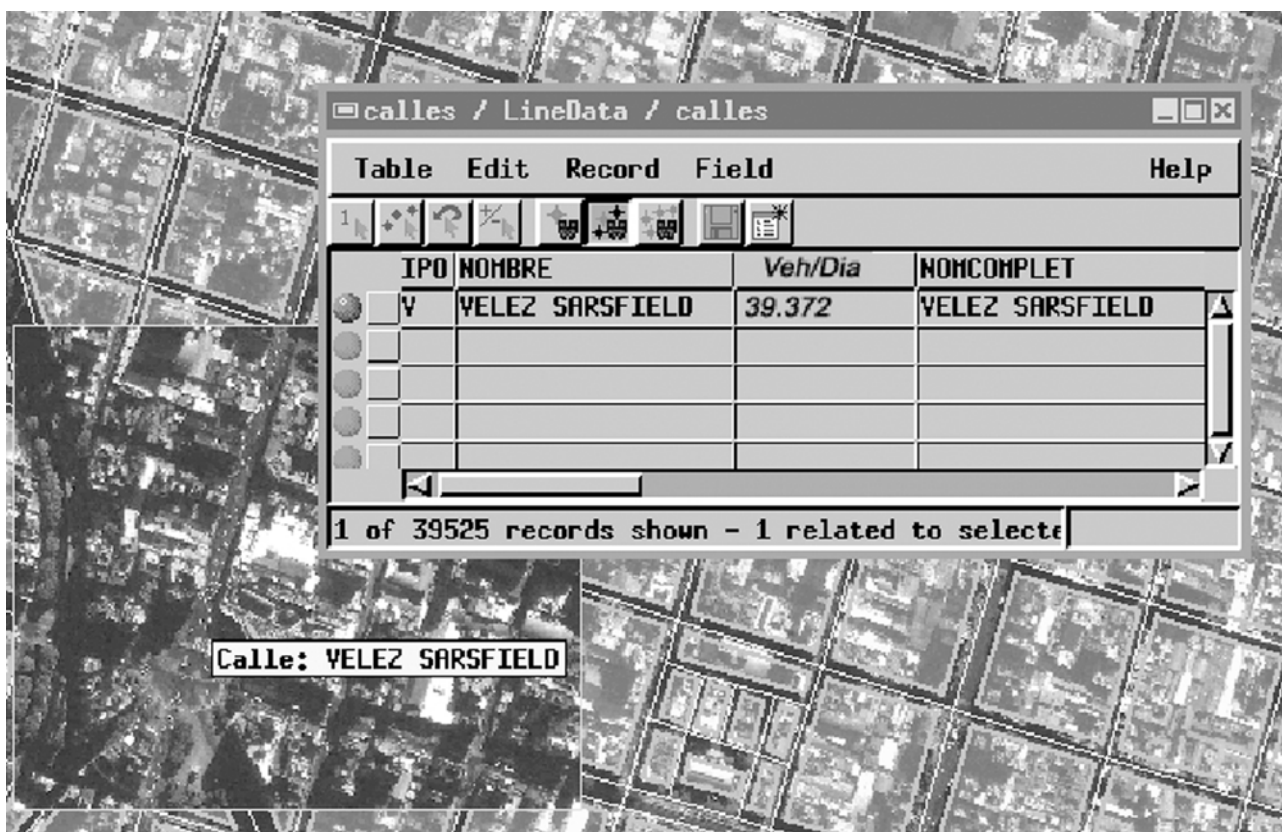 calles / LineData / calles
Table Edit Record Field Help
1 +/-
IPO NOMBRE Veh/Dia NOMCOMPLET
V VELEZ SARSFIELD 39.372 VELEZ SARSFIELD
1 of 39525 records shown - 1 related to selecte
Calle: VELEZ SARSFIELD